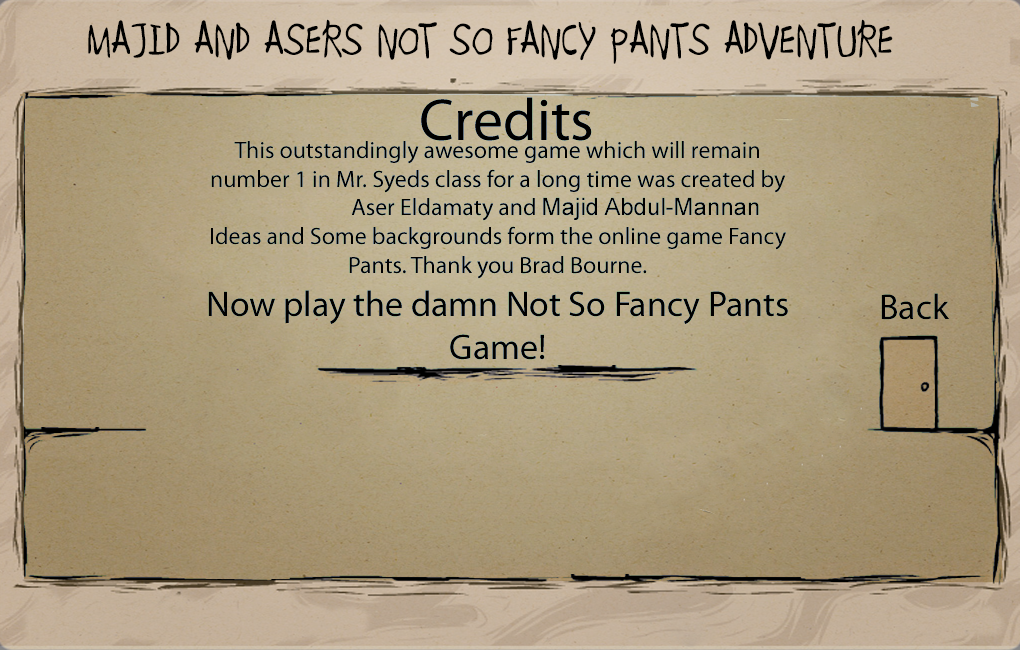 MAJID AND ASERS NOT SO FANCY PANTS ADVENTURE
Credits
This outstandingly awesome game which will remain
number 1 in Mr. Syeds class for a long time was created by
Aser Eldamaty and Majid Abdul-Mannan
Ideas and Some backgrounds form the online game Fancy
Pants. Thank you Brad Bourne.
Now play the damn Not So Fancy Pants
Game!
Back